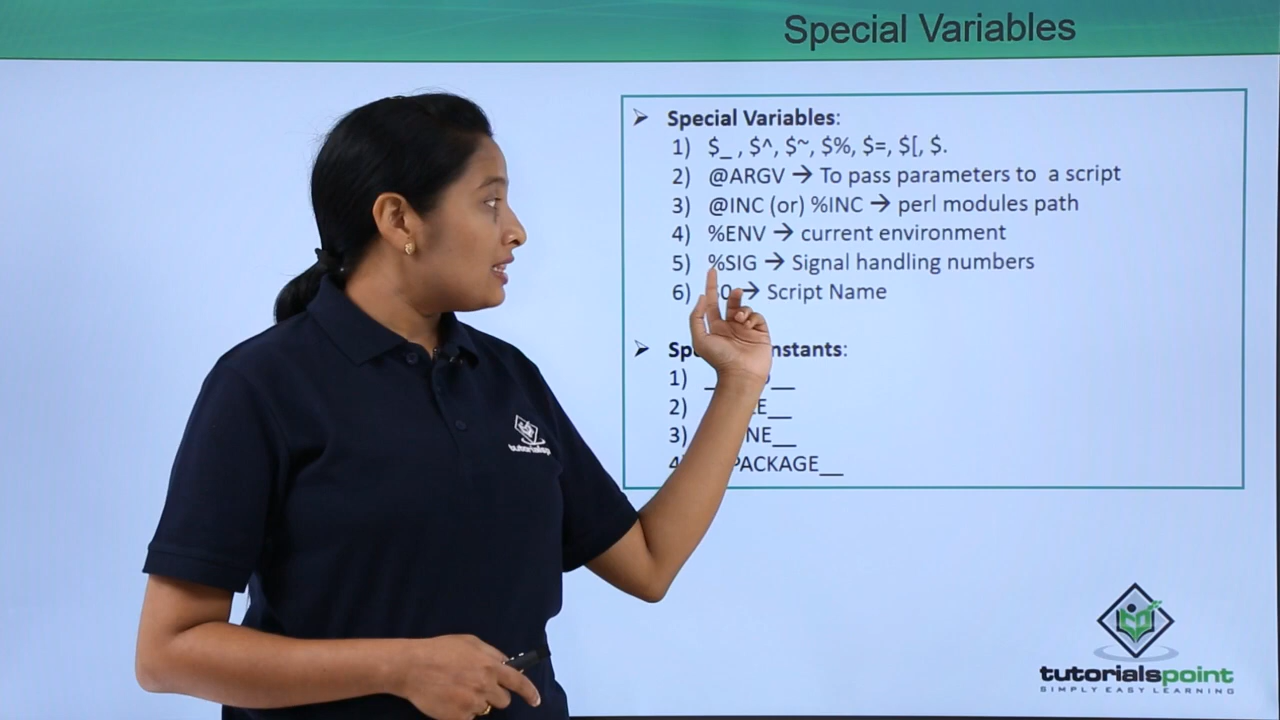 Special Variables
➢ Special Variables:
1) $_ , $^, $~, $%, $=, $[, $.
2) @ARGV → To pass parameters to a script
3) @INC (or) %INC → perl modules path
4) %ENV → current environment
5) %SIG → Signal handling numbers
6) → Script Name
➢ :
1) __
2) E__
3) NE__
4) PACKAGE__
tutorialspoint
tutorialspoint
SIMPLY EASY LEARNING